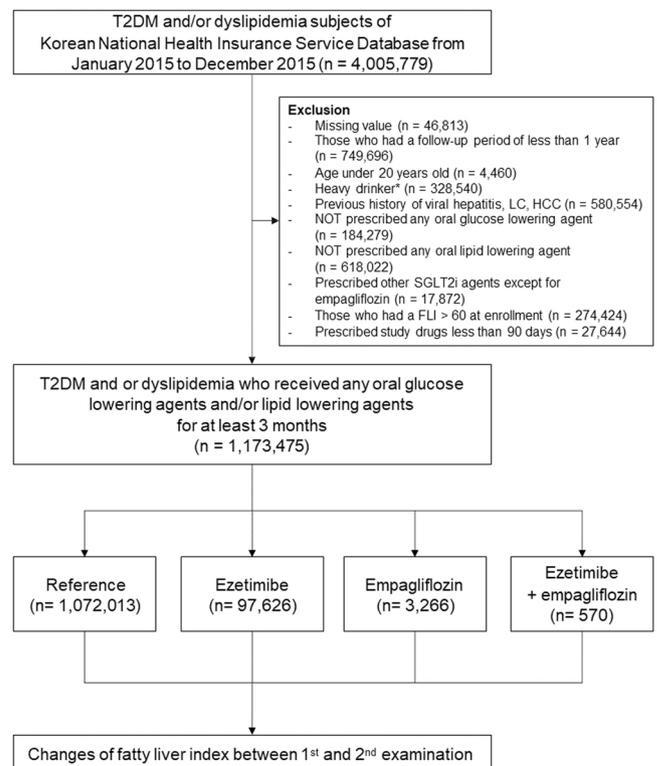 T2DM and/or dyslipidemia subjects of
Korean National Health Insurance Service Database from
January 2015 to December 2015 (n = 4,005,779)
Exclusion
- Missing value (n = 46,813)
- Those who had a follow-up period of less than 1 year
(n = 749,696)
- Age under 20 years old (n = 4,460)
- Heavy drinker* (n = 328,540)
- Previous history of viral hepatitis, LC, HCC (n = 580,554)
- NOT prescribed any oral glucose lowering agent
(n = 184,279)
- NOT prescribed any oral lipid lowering agent
(n = 618,022)
- Prescribed other SGLT2i agents except for
empagliflozin (n = 17,872)
- Those who had a FLI > 60 at enrollment (n = 274,424)
- Prescribed study drugs less than 90 days (n = 27,644)
T2DM and or dyslipidemia who received any oral glucose
lowering agents and/or lipid lowering agents
for at least 3 months
(n = 1,173,475)
Reference
(n= 1,072,013)
Ezetimibe
(n= 97,626)
Empagliflozin
(n= 3,266)
Ezetimibe
+ empagliflozin
(n= 570)
Changes of fatty liver index between 1st and 2nd examination